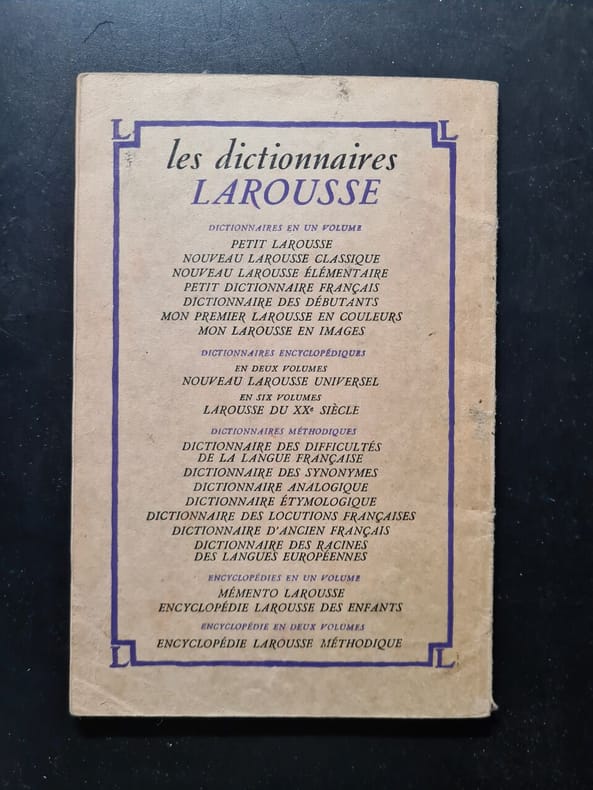 L L
les dictionnaires
LAROUSSE
DICTIONNAIRES EN UN VOLUME
PETIT LAROUSSE
NOUVEAU LAROUSSE CLASSIQUE
NOUVEAU LAROUSSE ÉLÉMENTAIRE
PETIT DICTIONNAIRE FRANÇAIS
DICTIONNAIRE DES DÉBUTANTS
MON PREMIER LAROUSSE EN COULEURS
MON LAROUSSE EN IMAGES
DICTIONNAIRES ENCYCLOPÉDIQUES
EN DEUX VOLUMES
NOUVEAU LAROUSSE UNIVERSEL
EN SIX VOLUMES
LAROUSSE DU XXe SIÈCLE
DICTIONNAIRES MÉTHODIQUES
DICTIONNAIRE DES DIFFICULTÉS
DE LA LANGUE FRANÇAISE
DICTIONNAIRE DES SYNONYMES
DICTIONNAIRE ANALOGIQUE
DICTIONNAIRE ÉTYMOLOGIQUE
DICTIONNAIRE DES LOCUTIONS FRANÇAISES
DICTIONNAIRE D'ANCIEN FRANÇAIS
DICTIONNAIRE DES RACINES
DES LANGUES EUROPÉENNES
ENCYCLOPÉDIES EN UN VOLUME
MÉMENTO LAROUSSE
ENCYCLOPÉDIE LAROUSSE DES ENFANTS
ENCYCLOPÉDIE EN DEUX VOLUMES
ENCYCLOPÉDIE LAROUSSE MÉTHODIQUE
L L